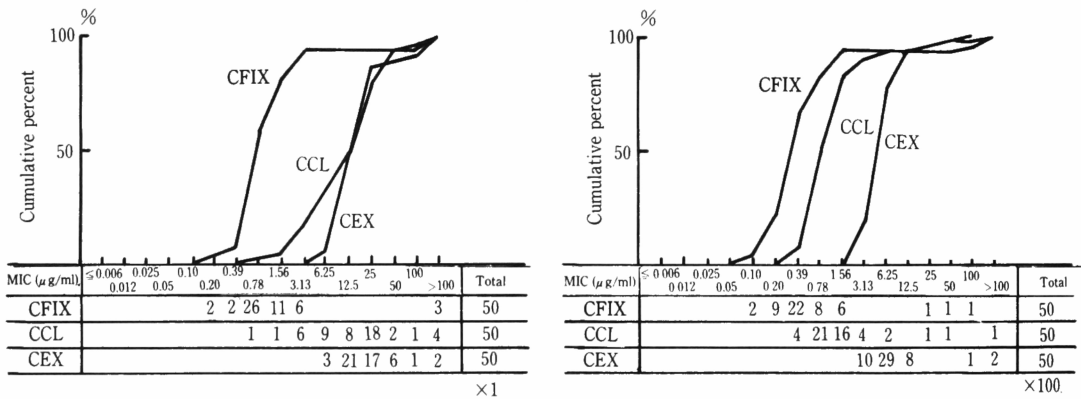 %
100
CFIX
CCL
50
CEX
Cumulative percent
MIC (μg/ml) ≦0.006 0.025 0.10 0.39 1.56 6.25 25 100 Total
0.012 0.05 0.20 0.78 3.13 12.5 50 >100
CFIX 2 2 26 11 6 3 50
CCL 1 1 6 9 8 18 2 1 4 50
CEX 3 21 17 6 1 2 50
×1
%
100
CFIX
CCL
50
CEX
Cumulative percent
MIC (μg/ml) ≦0.006 0.025 0.10 0.39 1.56 6.25 25 100 Total
0.012 0.05 0.20 0.78 3.13 12.5 50 >100
CFIX 2 9 22 8 6 1 1 1 50
CCL 4 21 16 4 2 1 1 1 50
CEX 10 29 8 1 2 50
×100